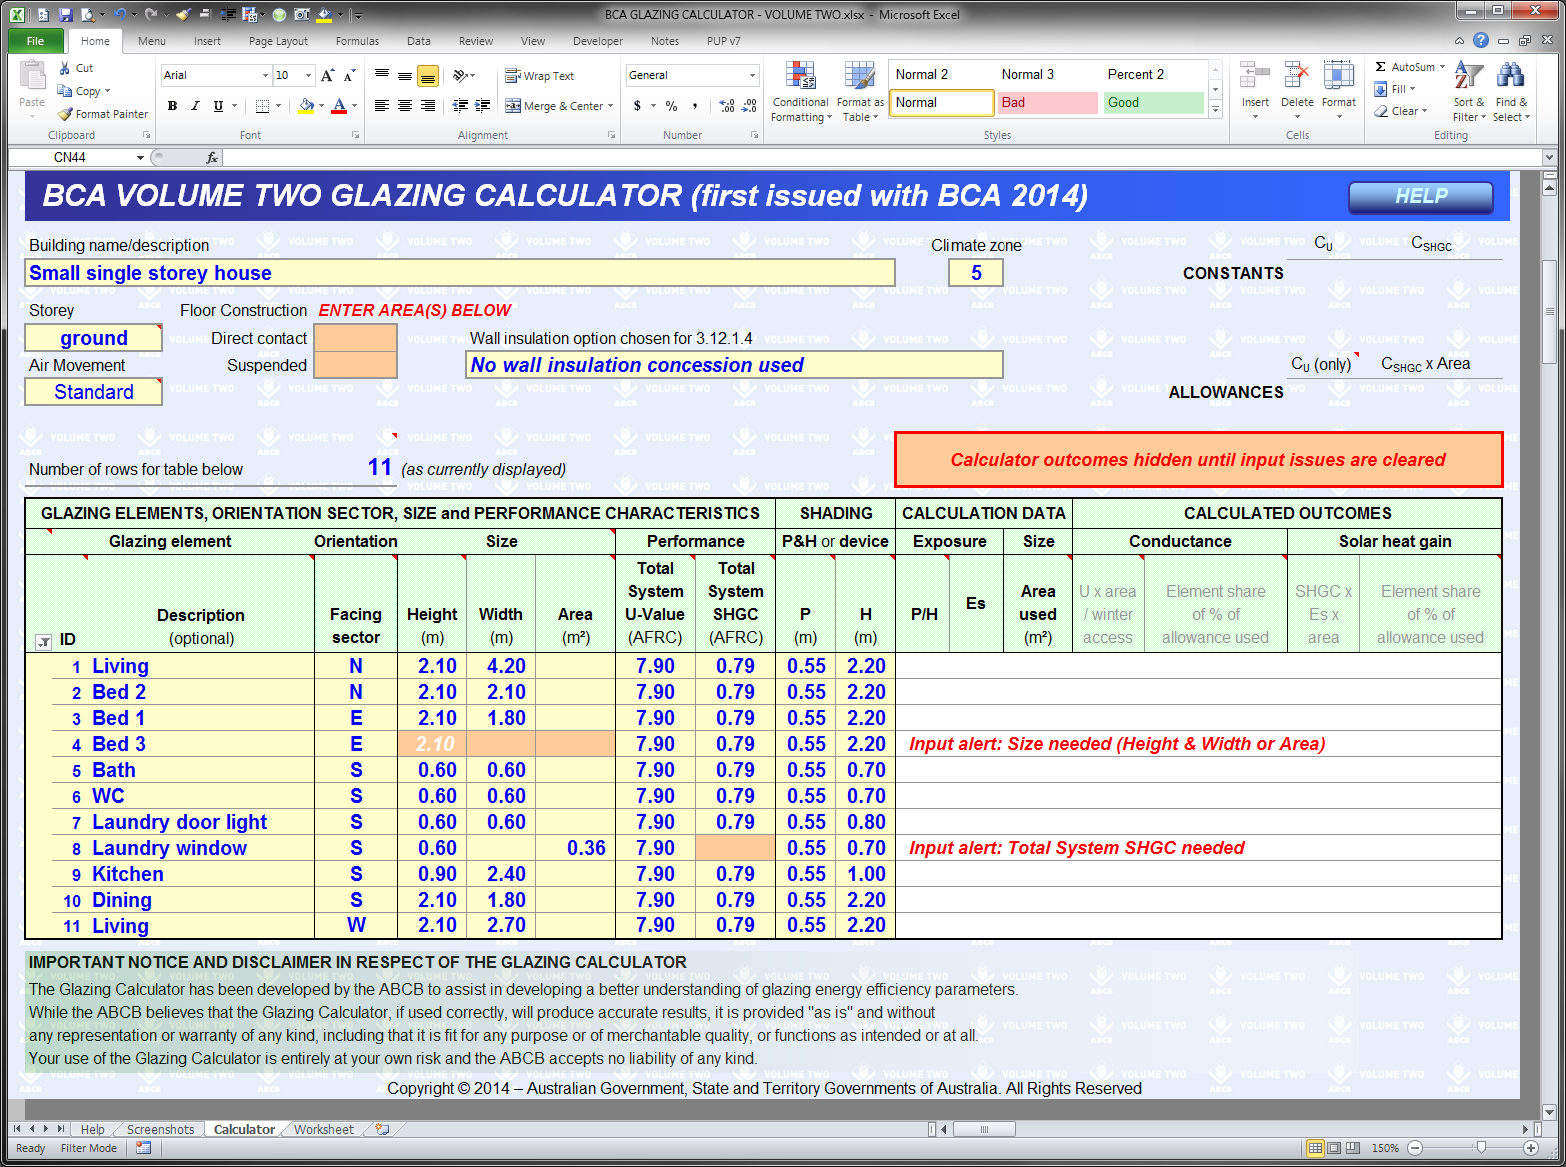 BCA GLAZING CALCULATOR - VOLUME TWO.xlsx - Microsoft Excel
File Home Menu Insert Page Layout Formulas Data Review View Developer Notes PUP v7
Paste Cut Copy Format Painter Clipboard
Arial 10 B I U Font
Wrap Text Merge & Center Alignment
General $ % , Number
Conditional Formatting Format as Table
Normal 2 Normal 3 Percent 2
Normal Bad Good
Styles
Insert Delete Format Cells
Σ AutoSum Fill Clear Sort & Filter Find & Select Editing
CN44 fx
BCA VOLUME TWO GLAZING CALCULATOR (first issued with BCA 2014) HELP
Building name/description Climate zone CU CSHGC
Small single storey house 5 CONSTANTS
Storey Floor Construction ENTER AREA(S) BELOW
ground Direct contact Wall insulation option chosen for 3.12.1.4
Air Movement Suspended No wall insulation concession used CU (only) CSHGC x Area
Standard ALLOWANCES
Number of rows for table below 11 (as currently displayed) Calculator outcomes hidden until input issues are cleared
GLAZING ELEMENTS, ORIENTATION SECTOR, SIZE and PERFORMANCE CHARACTERISTICS SHADING CALCULATION DATA CALCULATED OUTCOMES
Glazing element Orientation Size Performance P&H or device Exposure Size Conductance Solar heat gain
ID Description (optional) Facing sector Height (m) Width (m) Area (m²) Total System U-Value (AFRC) Total System SHGC (AFRC) P (m) H (m) P/H Es Area used (m²) U x area / winter access Element share of % of allowance used SHGC x Es x area Element share of % of allowance used
1 Living N 2.10 4.20 7.90 0.79 0.55 2.20
2 Bed 2 N 2.10 2.10 7.90 0.79 0.55 2.20
3 Bed 1 E 2.10 1.80 7.90 0.79 0.55 2.20
4 Bed 3 E 2.10 7.90 0.79 0.55 2.20 Input alert: Size needed (Height & Width or Area)
5 Bath S 0.60 0.60 7.90 0.79 0.55 0.70
6 WC S 0.60 0.60 7.90 0.79 0.55 0.70
7 Laundry door light S 0.60 0.60 7.90 0.79 0.55 0.80
8 Laundry window S 0.60 0.36 7.90 0.55 0.70 Input alert: Total System SHGC needed
9 Kitchen S 0.90 2.40 7.90 0.79 0.55 1.00
10 Dining S 2.10 1.80 7.90 0.79 0.55 2.20
11 Living W 2.10 2.70 7.90 0.79 0.55 2.20
IMPORTANT NOTICE AND DISCLAIMER IN RESPECT OF THE GLAZING CALCULATOR
The Glazing Calculator has been developed by the ABCB to assist in developing a better understanding of glazing energy efficiency parameters.
While the ABCB believes that the Glazing Calculator, if used correctly, will produce accurate results, it is provided "as is" and without
any representation or warranty of any kind, including that it is fit for any purpose or of merchantable quality, or functions as intended or at all.
Your use of the Glazing Calculator is entirely at your own risk and the ABCB accepts no liability of any kind.
Copyright © 2014 – Australian Government, State and Territory Governments of Australia. All Rights Reserved
Help Screenshots Calculator Worksheet
Ready Filter Mode 150%